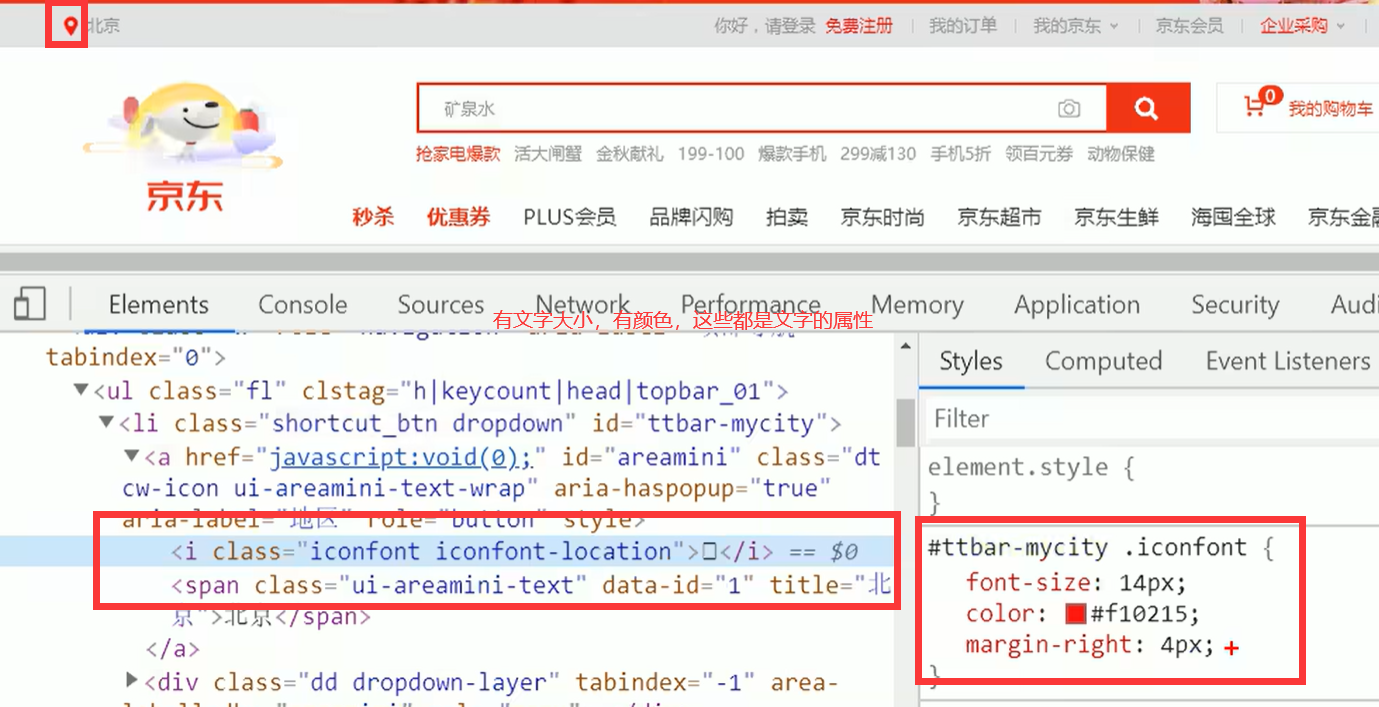 北京
你好，请登录 免费注册 我的订单 我的京东 京东会员 企业采购
矿泉水
0 我的购物车
抢家电爆款 活大闸蟹 金秋献礼 199-100 爆款手机 299减130 手机5折 领百元券 动物保健
京东
秒杀 优惠券 PLUS会员 品牌闪购 拍卖 京东时尚 京东超市 京东生鲜 海囤全球 京东金融
Elements Console Sources Network Performance Memory Application Security Audi
有文字大小，有颜色，这些都是文字的属性
tabindex="0">
<ul class="fl" clstag="h|keycount|head|topbar_01">
<li class="shortcut_btn dropdown" id="ttbar-mycity">
<a href="javascript:void(0);" id="areamini" class="dt
cw-icon ui-areamini-text-wrap" aria-haspopup="true"
aria-label="地区" role="button" style>
<i class="iconfont iconfont-location"></i> == $0
<span class="ui-areamini-text" data-id="1" title="北
京">北京</span>
</a>
<div class="dd dropdown-layer" tabindex="-1" area-
Styles Computed Event Listeners
Filter
element.style {
}
#ttbar-mycity .iconfont {
font-size: 14px;
color: #f10215;
margin-right: 4px; +
}